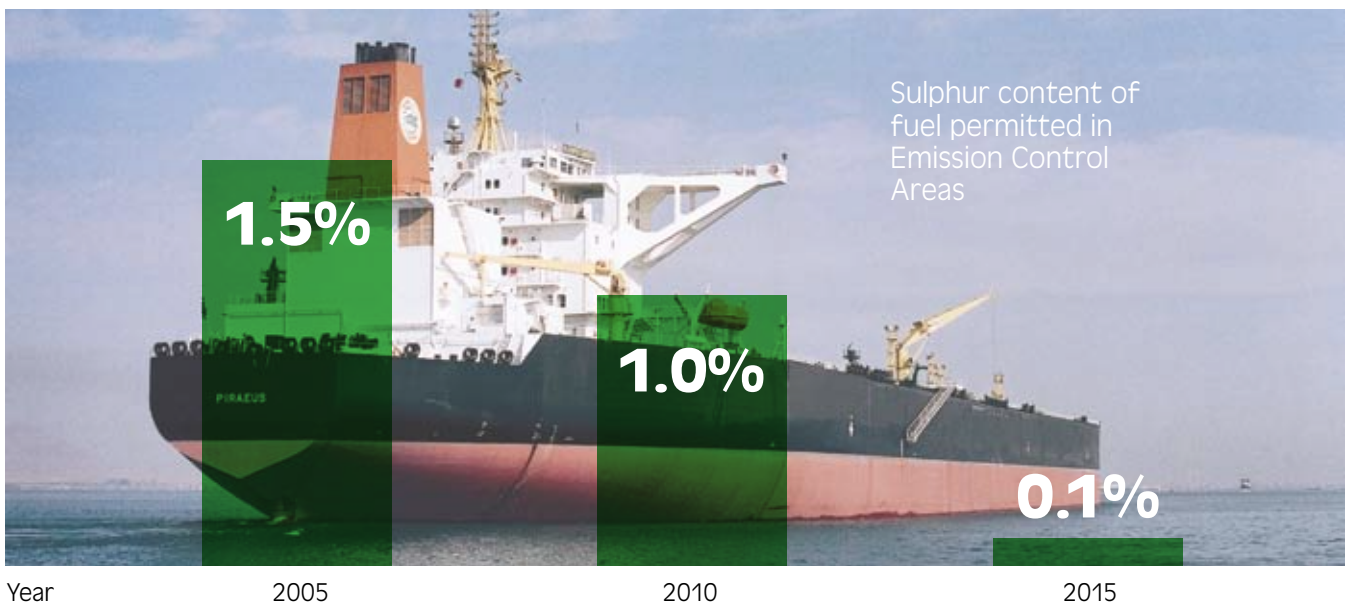 Sulphur content of
fuel permitted in
Emission Control
Areas
1.5%
1.0%
0.1%
PIRAEUS
Year 2005 2010 2015